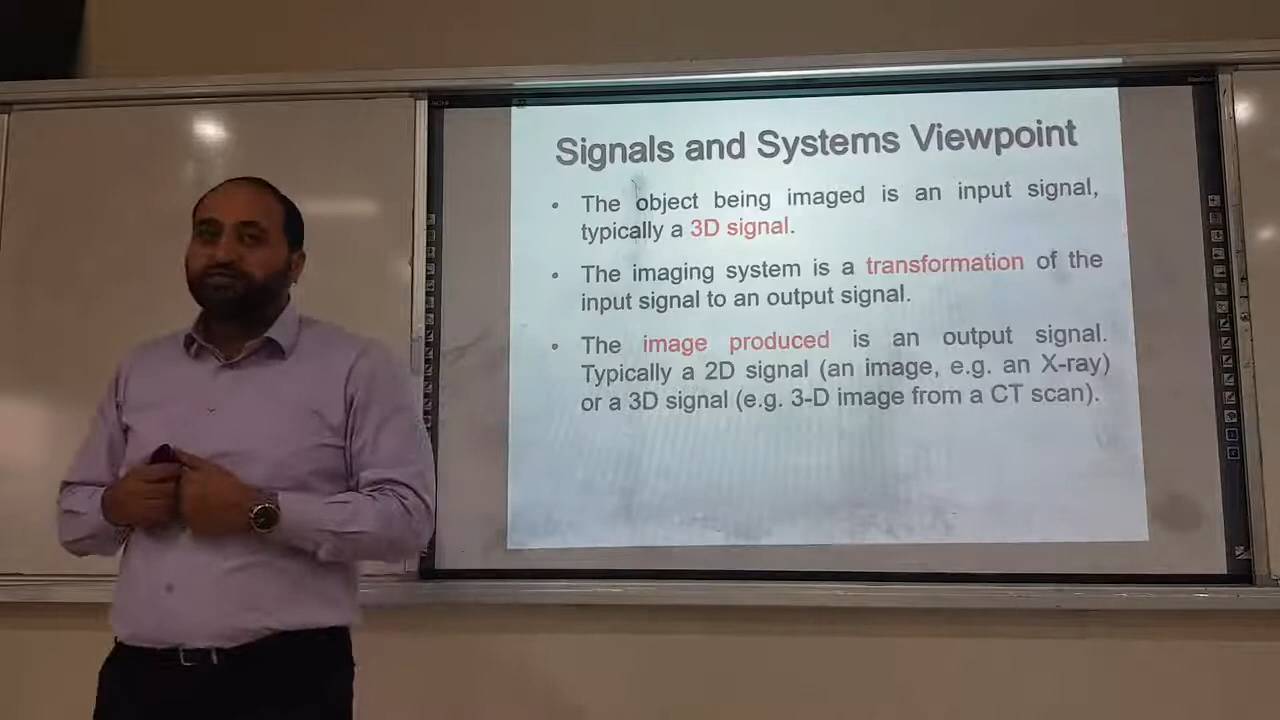 Signals and Systems Viewpoint
• The object being imaged is an input signal,
typically a 3D signal.
• The imaging system is a transformation of the
input signal to an output signal.
• The image produced is an output signal.
Typically a 2D signal (an image, e.g. an X-ray)
or a 3D signal (e.g. 3-D image from a CT scan).